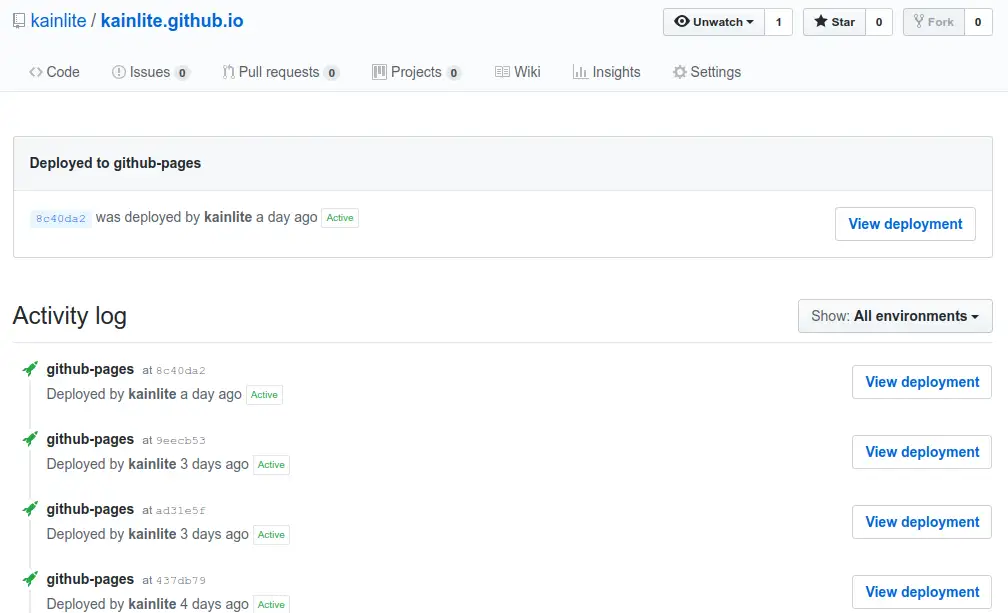 kainlite / kainlite.github.io Unwatch 1 Star 0 Fork 0
Code Issues 0 Pull requests 0 Projects 0 Wiki Insights Settings
Deployed to github-pages
8c40da2 was deployed by kainlite a day ago Active View deployment
Activity log Show: All environments
github-pages at 8c40da2
Deployed by kainlite a day ago Active View deployment
github-pages at 9eecb53
Deployed by kainlite 3 days ago Active View deployment
github-pages at ad31e5f
Deployed by kainlite 3 days ago Active View deployment
github-pages at 437db79
Deployed by kainlite 4 days ago Active View deployment